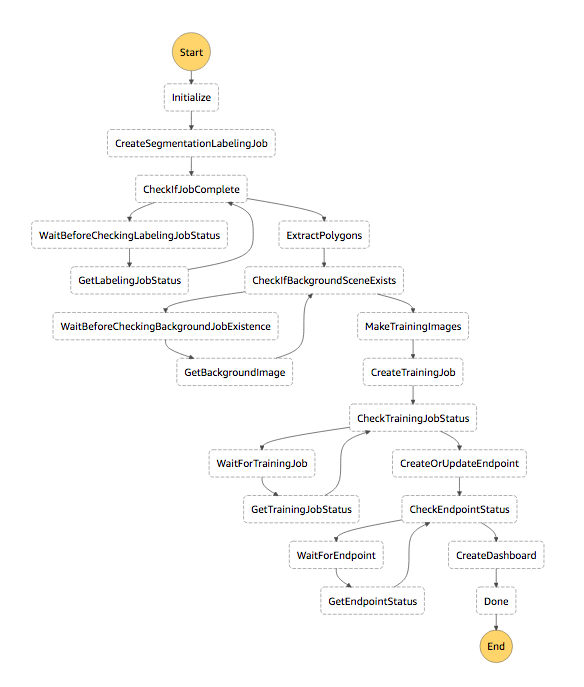 Start
Initialize
CreateSegmentationLabelingJob
CheckIfJobComplete
WaitBeforeCheckingLabelingJobStatus
ExtractPolygons
GetLabelingJobStatus
CheckIfBackgroundSceneExists
WaitBeforeCheckingBackgroundJobExistence
MakeTrainingImages
GetBackgroundImage
CreateTrainingJob
CheckTrainingJobStatus
WaitForTrainingJob
CreateOrUpdateEndpoint
GetTrainingJobStatus
CheckEndpointStatus
WaitForEndpoint
CreateDashboard
GetEndpointStatus
Done
End